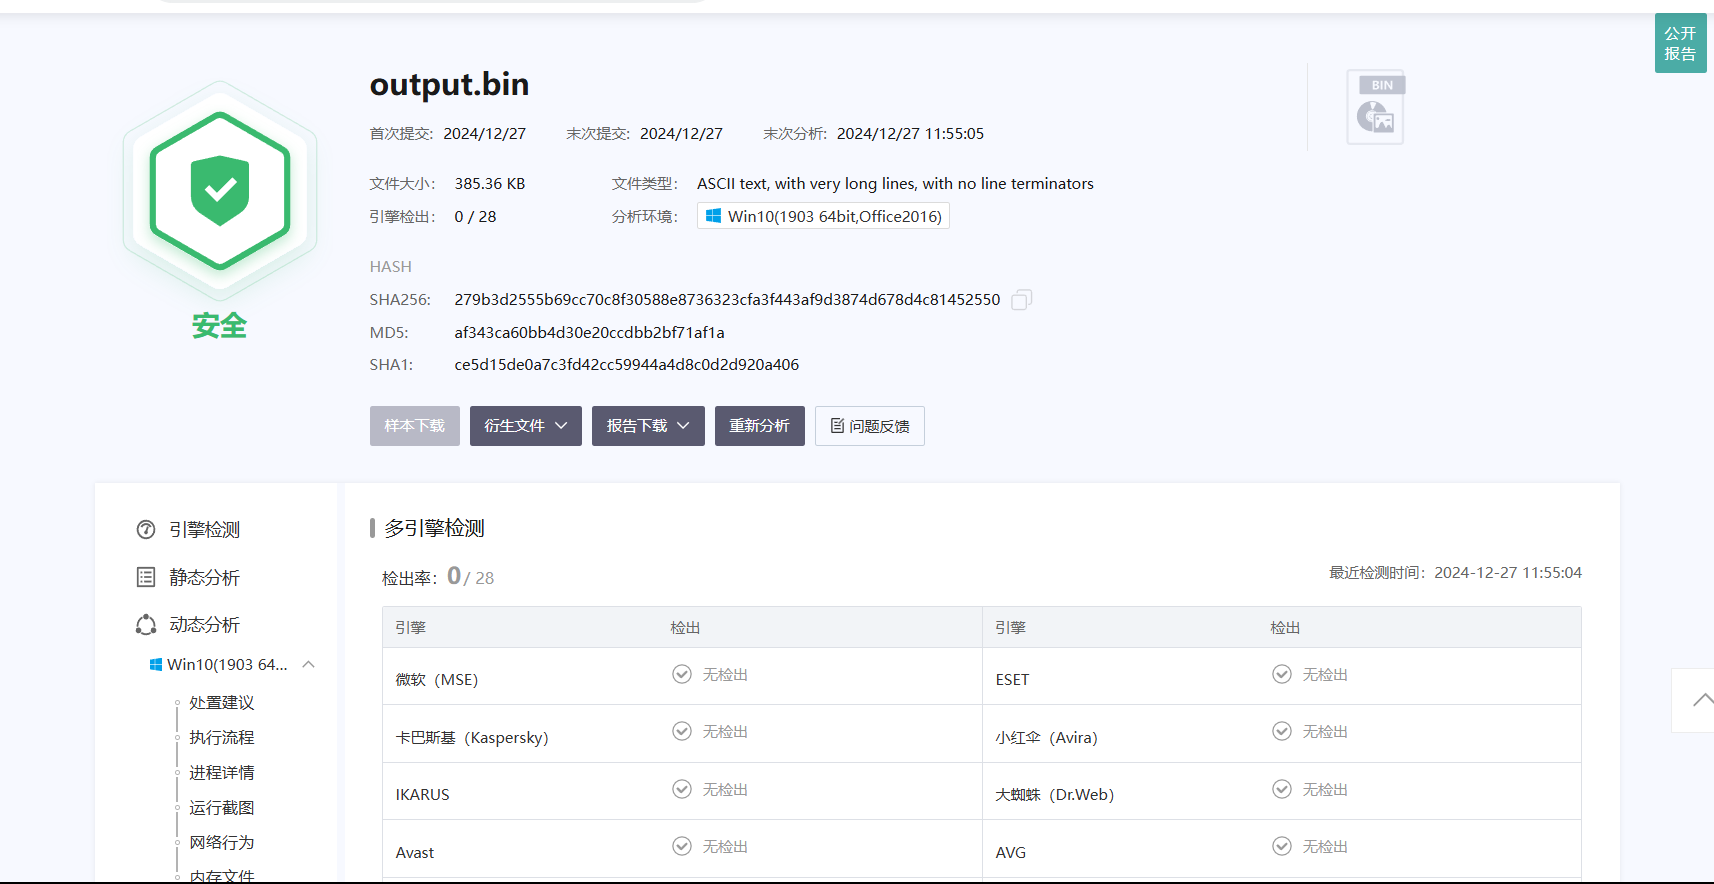 公开
报告
output.bin
BIN
首次提交: 2024/12/27 末次提交: 2024/12/27 末次分析: 2024/12/27 11:55:05
文件大小: 385.36 KB 文件类型: ASCII text, with very long lines, with no line terminators
引擎检出: 0 / 28 分析环境: Win10(1903 64bit,Office2016)
安全
HASH
SHA256: 279b3d2555b69cc70c8f30588e8736323cfa3f443af9d3874d678d4c81452550
MD5: af343ca60bb4d30e20ccdbb2bf71af1a
SHA1: ce5d15de0a7c3fd42cc59944a4d8c0d2d920a406
样本下载 衍生文件 报告下载 重新分析 问题反馈
引擎检测
静态分析
动态分析
Win10(1903 64...
处置建议
执行流程
进程详情
运行截图
网络行为
内存文件
多引擎检测
检出率: 0 / 28 最近检测时间: 2024-12-27 11:55:04
引擎 检出 引擎 检出
微软 (MSE) 无检出 ESET 无检出
卡巴斯基 (Kaspersky) 无检出 小红伞 (Avira) 无检出
IKARUS 无检出 大蜘蛛 (Dr.Web) 无检出
Avast 无检出 AVG 无检出